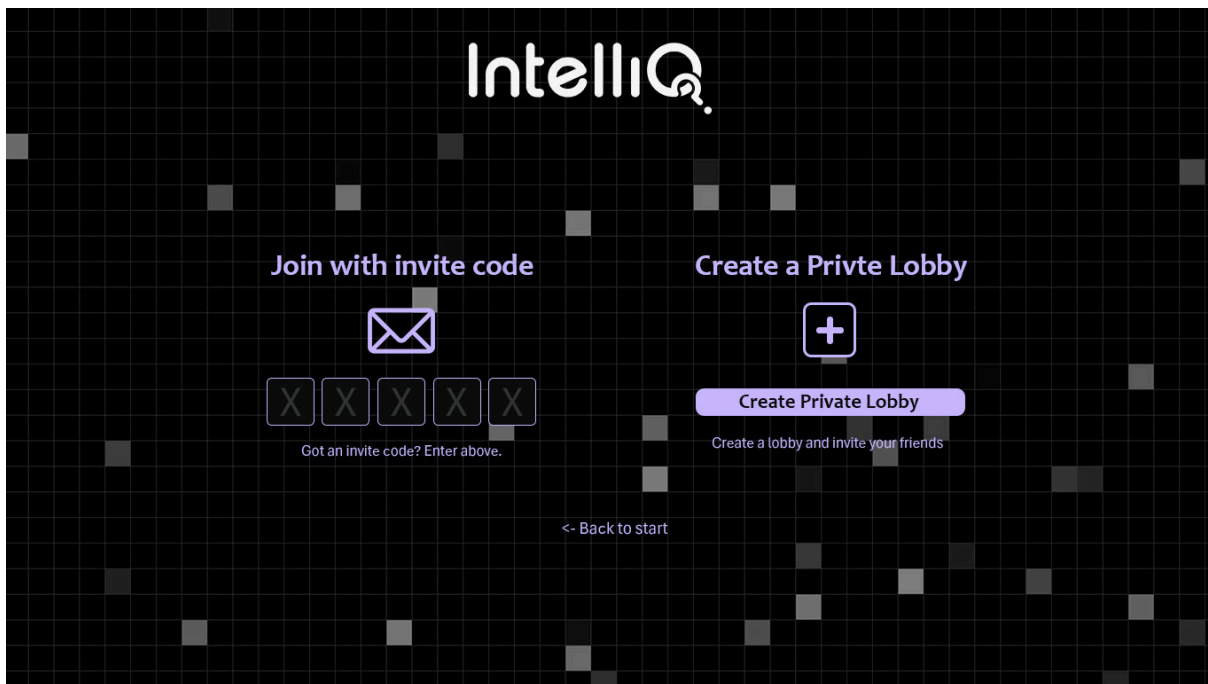 IntelliQ.
Join with invite code
X X X X X
Got an invite code? Enter above.
Create a Privte Lobby
+
Create Private Lobby
Create a lobby and invite your friends
<- Back to start